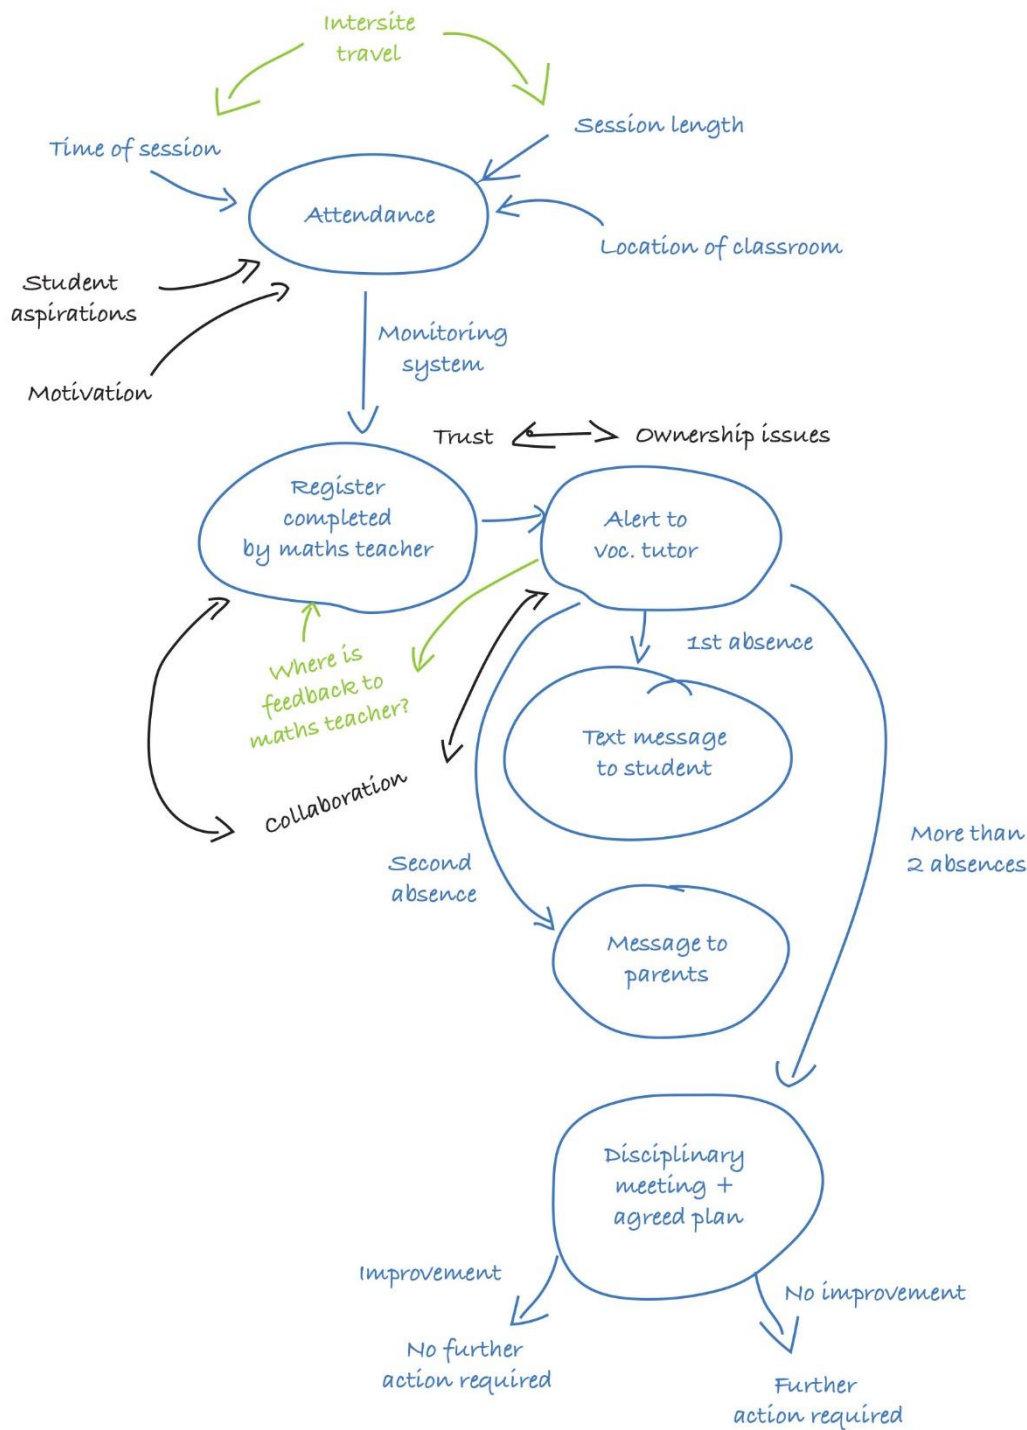 Intersite
travel
Time of session
Session length
Attendance
Location of classroom
Student
aspirations
Motivation
Monitoring
system
Trust
Ownership issues
Register
completed
by maths teacher
Alert to
voc. tutor
1st absence
Where is
feedback to
maths teacher?
Text message
to student
Collaboration
More than
2 absences
Second
absence
Message to
parents
Disciplinary
meeting +
agreed plan
Improvement
No improvement
No further
action required
Further
action required